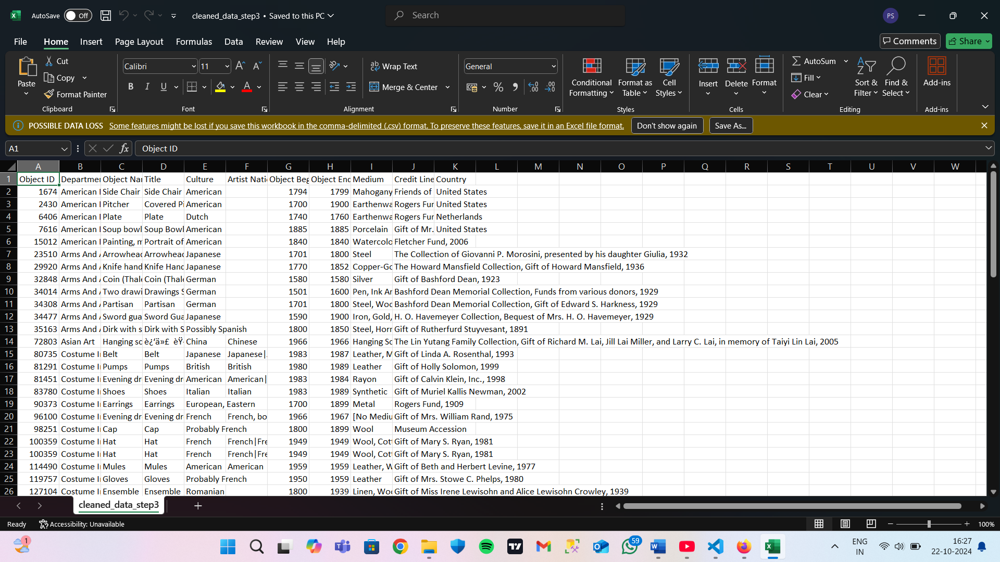 AutoSave Off cleaned_data_step3 • Saved to this PC Search PS
File Home Insert Page Layout Formulas Data Review View Help Comments Share
Paste Cut Copy Format Painter Clipboard
Calibri 11 B I U A Font
Wrap Text Merge & Center Alignment
General % Number
Conditional Formatting Format as Table Cell Styles Styles
Insert Delete Format Cells
AutoSum Fill Clear Sort & Filter Find & Select Editing
Add-ins Add-ins
POSSIBLE DATA LOSS Some features might be lost if you save this workbook in the comma-delimited (.csv) format. To preserve these features, save it in an Excel file format. Don't show again Save As...
A1 fx Object ID
A B C D E F G H I J K L M N O P Q R S T U V W
1 Object ID Departmer Object Nar Title Culture Artist Nati Object Beg Object End Medium Credit Line Country
2 1674 American I Side Chair Side Chair American 1794 1799 Mahogany Friends of United States
3 2430 American I Pitcher Covered Pi American 1700 1900 Earthenwa Rogers Fur United States
4 6406 American I Plate Plate Dutch 1740 1760 Earthenwa Rogers Fur Netherlands
5 7616 American I Soup bowl Soup Bowl American 1885 1885 Porcelain Gift of Mr. United States
6 15012 American I Painting, m Portrait of American 1840 1840 Watercolo Fletcher Fund, 2006
7 23510 Arms And A Arrowhead Arrowhead Japanese 1701 1800 Steel The Collection of Giovanni P. Morosini, presented by his daughter Giulia, 1932
8 29920 Arms And A Knife hand Knife Hand Japanese 1770 1852 Copper-Go The Howard Mansfield Collection, Gift of Howard Mansfield, 1936
9 32848 Arms And A Coin (Thale Coin (Thale German 1580 1580 Silver Gift of Bashford Dean, 1923
10 34014 Arms And A Two drawi Drawings S German 1501 1600 Pen, Ink Ar Bashford Dean Memorial Collection, Funds from various donors, 1929
11 34308 Arms And A Partisan Partisan German 1701 1800 Steel, Woo Bashford Dean Memorial Collection, Gift of Edward S. Harkness, 1929
12 34477 Arms And A Sword gua Sword Gua Japanese 1590 1900 Iron, Gold, H. O. Havemeyer Collection, Bequest of Mrs. H. O. Havemeyer, 1929
13 35163 Arms And A Dirk with s Dirk with S Possibly Spanish 1800 1850 Steel, Horn Gift of Rutherfurd Stuyvesant, 1891
14 72803 Asian Art Hanging sc è¿‘ä»£ èŸ China Chinese 1966 1966 Hanging Sc The Lin Yutang Family Collection, Gift of Richard M. Lai, Jill Lai Miller, and Larry C. Lai, in memory of Taiyi Lin Lai, 2005
15 80735 Costume I Belt Belt Japanese Japanese| 1983 1987 Leather, M Gift of Linda A. Rosenthal, 1993
16 81291 Costume I Pumps Pumps British British 1980 1989 Leather Gift of Holly Solomon, 1999
17 81451 Costume I Evening dr Evening dr American American| 1983 1984 Rayon Gift of Calvin Klein, Inc., 1998
18 83780 Costume I Shoes Shoes Italian Italian 1983 1989 Synthetic Gift of Muriel Kallis Newman, 2002
19 90373 Costume I Earrings Earrings European, Eastern 1700 1899 Metal Rogers Fund, 1909
20 96100 Costume I Evening dr Evening dr French French, bo 1966 1967 [No Mediu Gift of Mrs. William Rand, 1975
21 98251 Costume I Cap Cap Probably French 1800 1899 Wool Museum Accession
22 100359 Costume I Hat Hat French French|Fre 1949 1949 Wool, Cott Gift of Mary S. Ryan, 1981
23 100359 Costume I Hat Hat French French|Fre 1949 1949 Wool, Cott Gift of Mary S. Ryan, 1981
24 114490 Costume I Mules Mules American American 1959 1959 Leather, W Gift of Beth and Herbert Levine, 1977
25 119757 Costume I Gloves Gloves Probably French 1950 1959 Leather Gift of Mrs. Stowe C. Phelps, 1980
26 127104 Costume I Ensemble Ensemble Romanian 1800 1939 Linen, Woo Gift of Miss Irene Lewisohn and Alice Lewisohn Crowley, 1939
cleaned_data_step3
Ready Accessibility: Unavailable 100%
1 59 ENG IN 16:27 22-10-2024